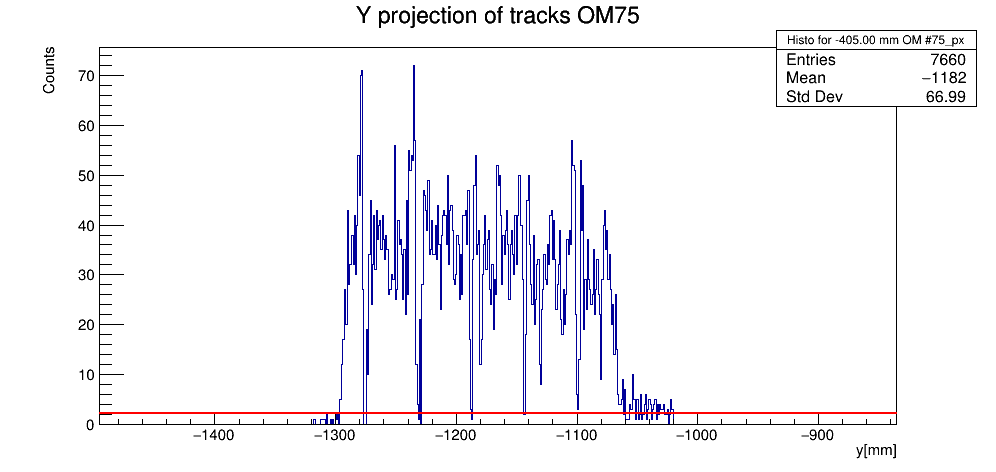 Y projection of tracks OM75
Histo for -405.00 mm OM #75_px
Entries 7660
Mean −1182
Std Dev 66.99
Counts
70
60
50
40
30
20
10
0
−1400 −1300 −1200 −1100 −1000 −900
y[mm]